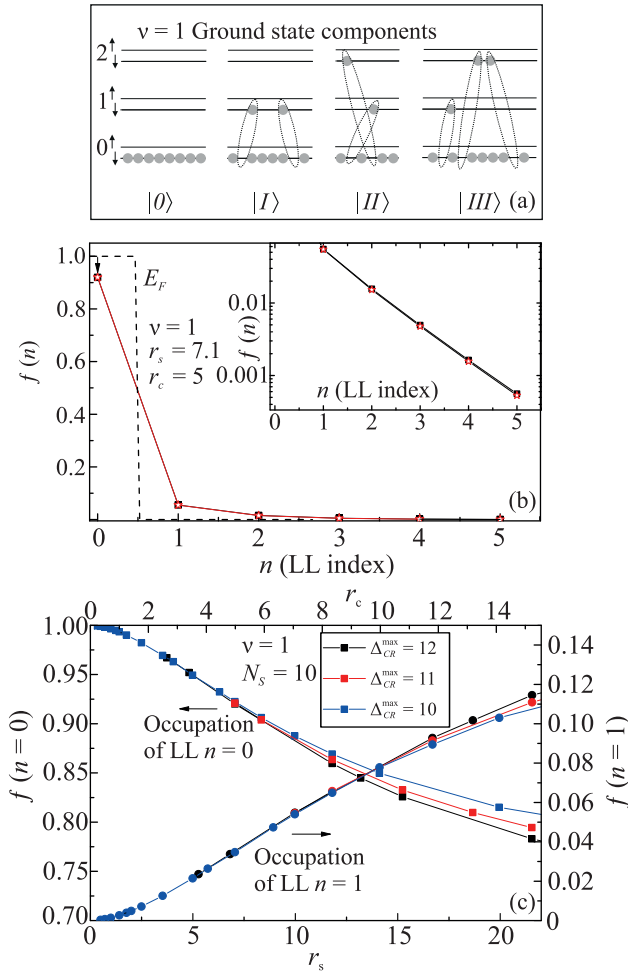 ν = 1 Ground state components
2
1
0
|0⟩ |I⟩ |II⟩ |III⟩ (a)
1.0
0.8
0.6
0.4
0.2
f (n)
E_F
ν = 1
r_s = 7.1
r_c = 5
0.01
0.001
f (n)
n (LL index)
0 1 2 3 4 5
(b)
0 1 2 3 4 5
n (LL index)
r_c
0 2 4 6 8 10 12 14
1.00
0.95
0.90
0.85
0.80
0.75
0.70
f (n = 0)
ν = 1
N_S = 10
Δ_CR^max = 12
Δ_CR^max = 11
Δ_CR^max = 10
Occupation
of LL n = 0
Occupation
of LL n = 1
0.14
0.12
0.10
0.08
0.06
0.04
0.02
0
f (n = 1)
(c)
0 5 10 15 20
r_s